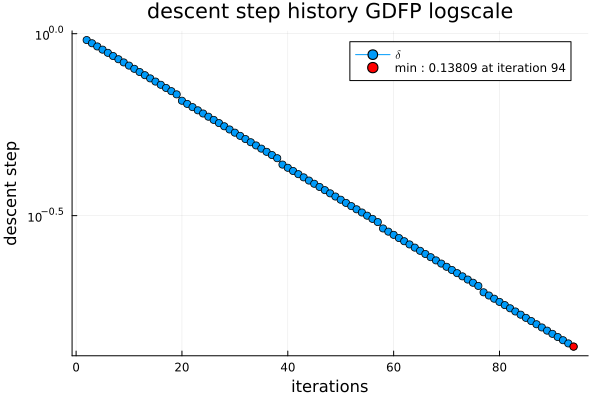 descent step history GDFP logscale
10^0.0
δ
min : 0.13809 at iteration 94
descent step
10^−0.5
0 20 40 60 80
iterations